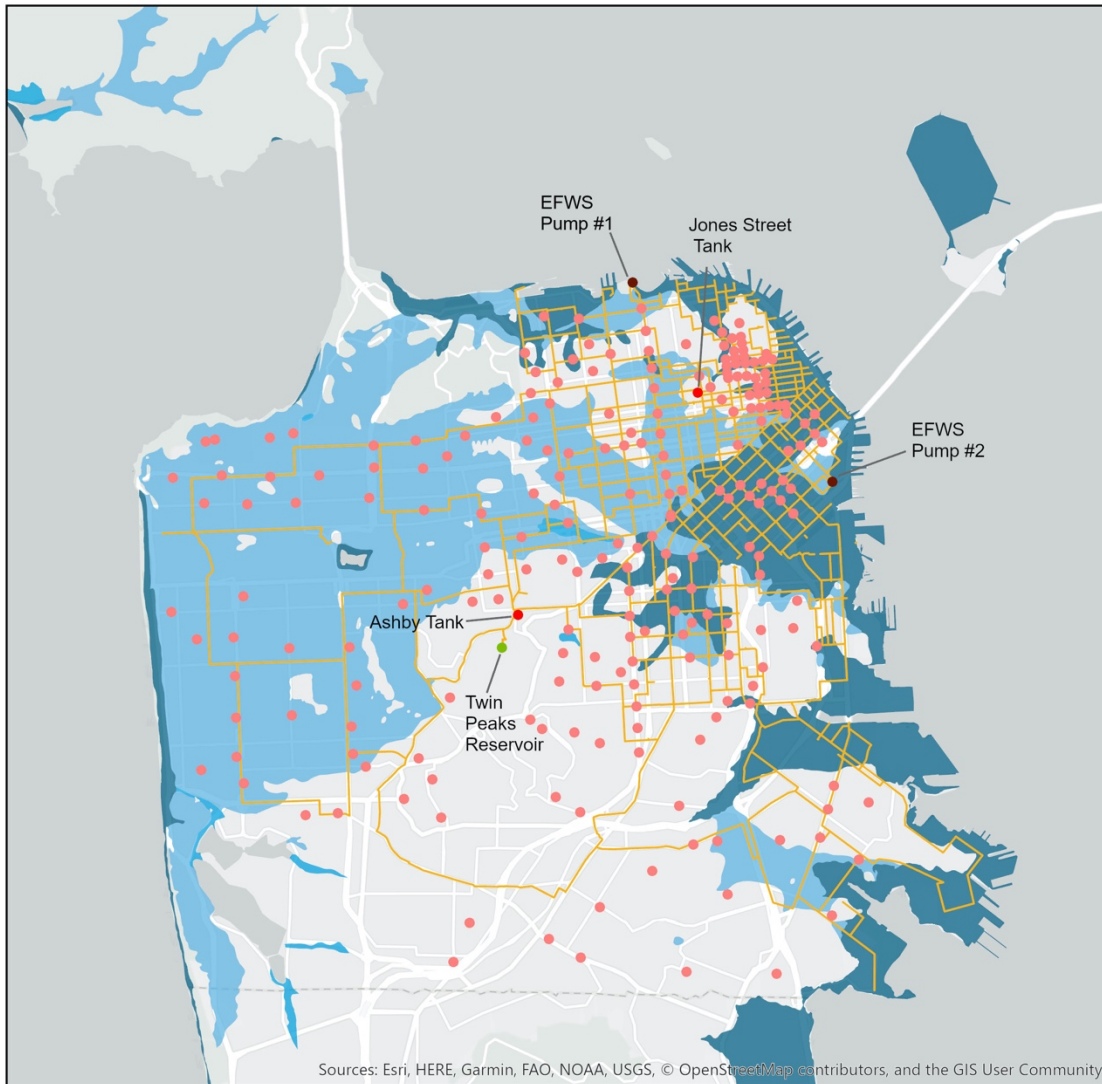 EFWS
Pump #1
Jones Street
Tank
EFWS
Pump #2
Ashby Tank
Twin
Peaks
Reservoir
Sources: Esri, HERE, Garmin, FAO, NOAA, USGS, © OpenStreetMap contributors, and the GIS User Community